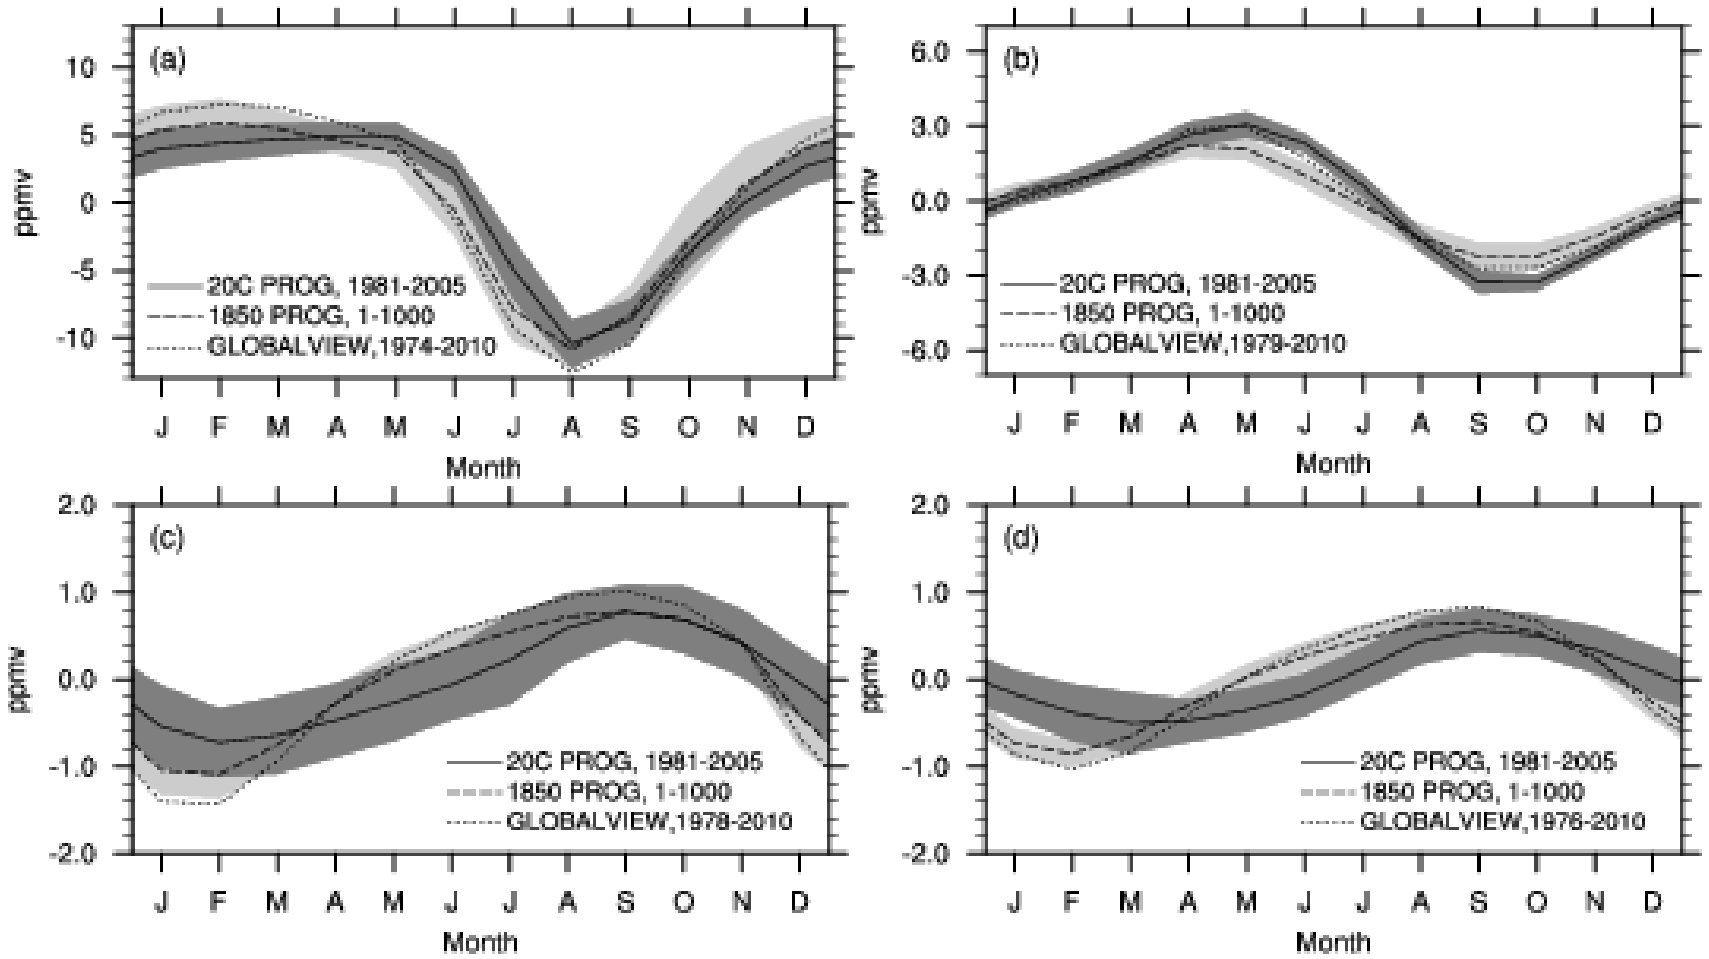 J F M A M J J A S O N D
(a)
10
5
0
-5
-10
ppmv
20C PROG, 1981-2005
1850 PROG, 1-1000
GLOBALVIEW,1974-2010
J F M A M J J A S O N D
Month
J F M A M J J A S O N D
(b)
6.0
3.0
0.0
-3.0
-6.0
ppmv
20C PROG, 1981-2005
1850 PROG, 1-1000
GLOBALVIEW,1979-2010
J F M A M J J A S O N D
Month
(c)
2.0
1.0
0.0
-1.0
-2.0
ppmv
20C PROG, 1981-2005
1850 PROG, 1-1000
GLOBALVIEW,1978-2010
J F M A M J J A S O N D
Month
(d)
2.0
1.0
0.0
-1.0
-2.0
ppmv
20C PROG, 1981-2005
1850 PROG, 1-1000
GLOBALVIEW,1976-2010
J F M A M J J A S O N D
Month